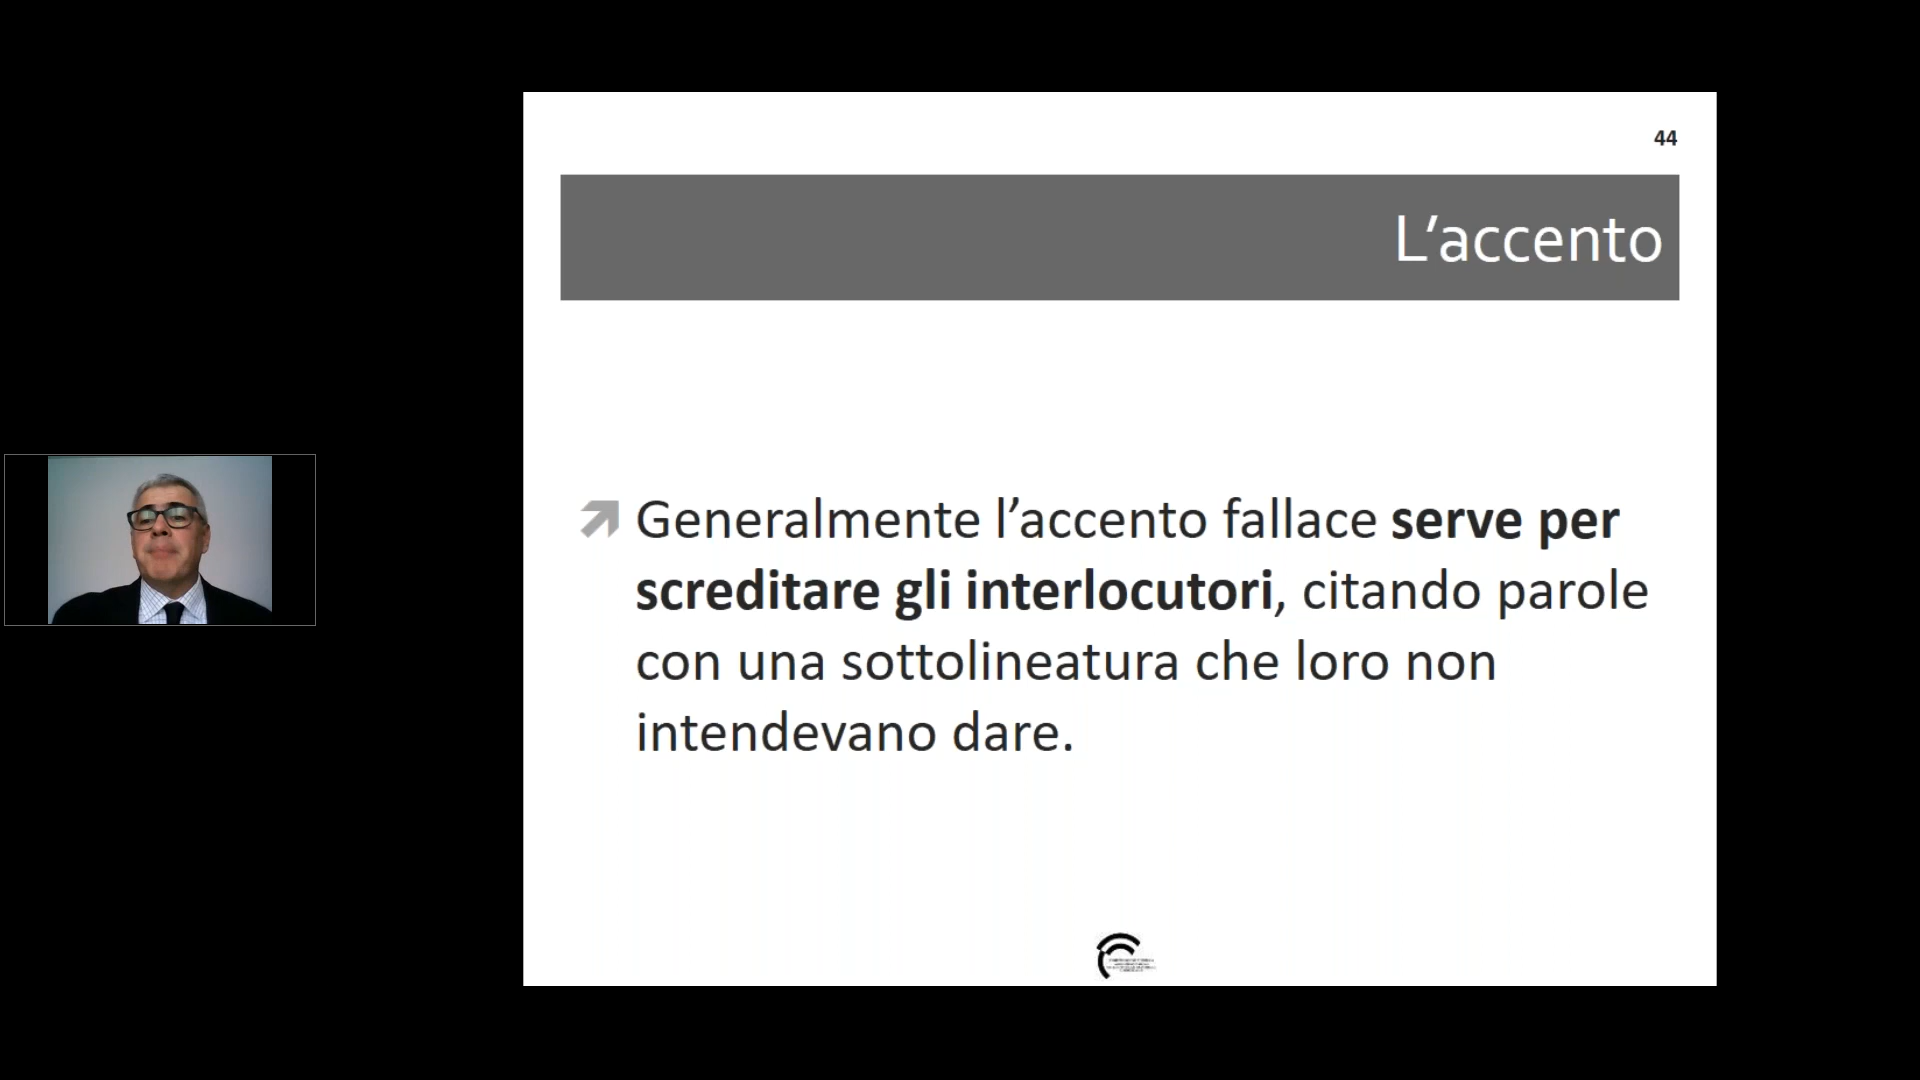 44
L’accento
Generalmente l’accento fallace serve per
screditare gli interlocutori, citando parole
con una sottolineatura che loro non
intendevano dare.